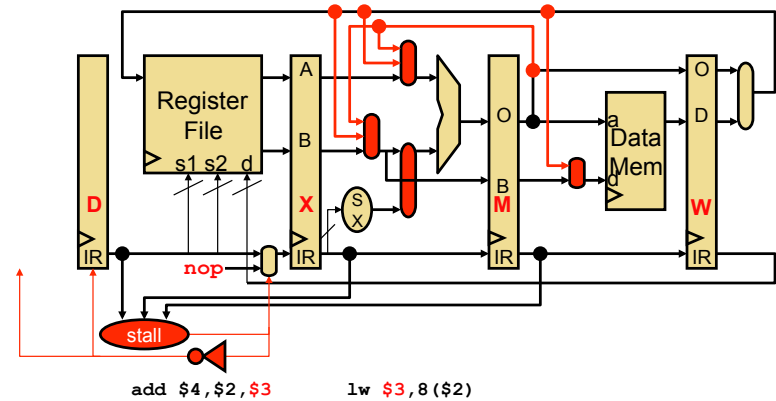 A
O
O
Register
File
B
a
D
Data
Mem
s1 s2 d
S
X
B
d
D
X
M
W
IR
IR
IR
IR
nop
stall
add $4,$2,$3
lw $3,8($2)